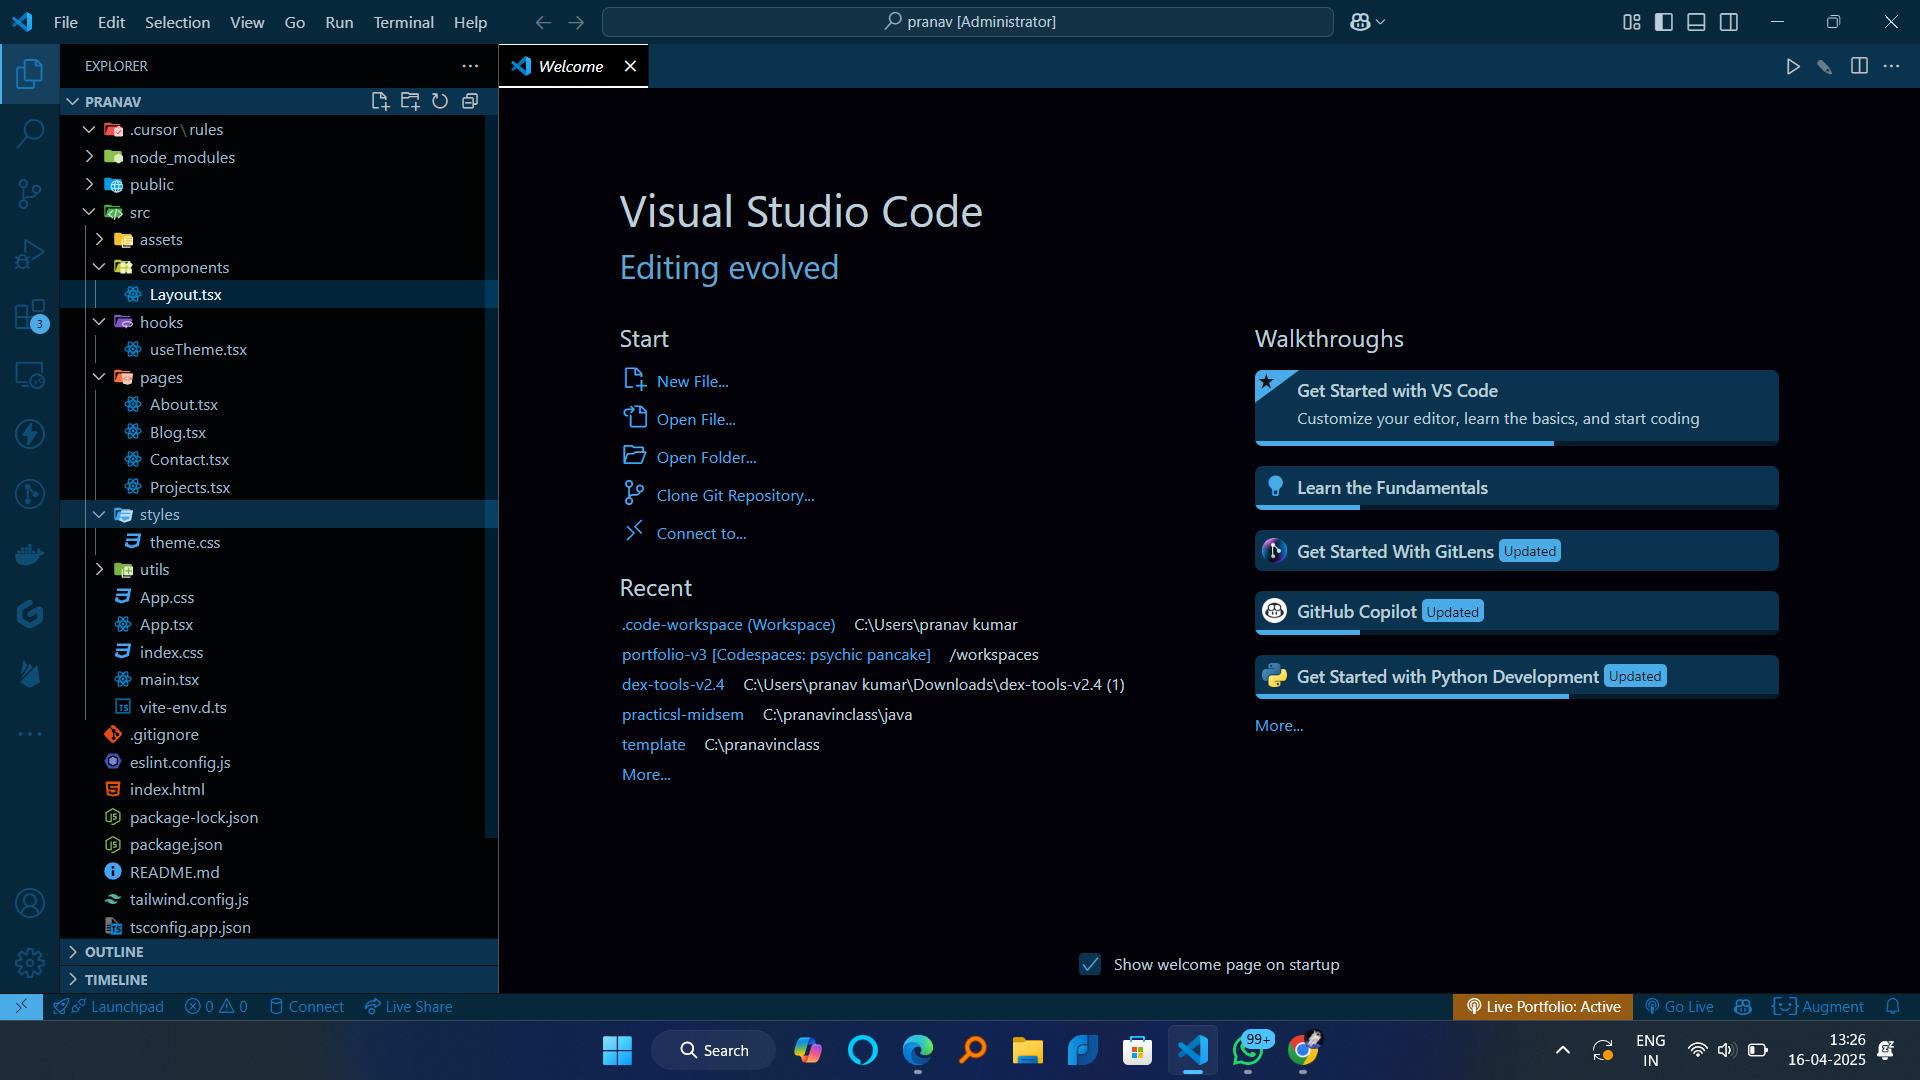 File Edit Selection View Go Run Terminal Help
pranav [Administrator]
EXPLORER
Welcome
PRANAV
.cursor\rules
node_modules
public
src
assets
components
Layout.tsx
hooks
useTheme.tsx
pages
About.tsx
Blog.tsx
Contact.tsx
Projects.tsx
styles
theme.css
utils
App.css
App.tsx
index.css
main.tsx
vite-env.d.ts
.gitignore
eslint.config.js
index.html
package-lock.json
package.json
README.md
tailwind.config.js
tsconfig.app.json
OUTLINE
TIMELINE
3
Visual Studio Code
Editing evolved
Start
New File...
Open File...
Open Folder...
Clone Git Repository...
Connect to...
Recent
.code-workspace (Workspace) C:\Users\pranav kumar
portfolio-v3 [Codespaces: psychic pancake] /workspaces
dex-tools-v2.4 C:\Users\pranav kumar\Downloads\dex-tools-v2.4 (1)
practicsl-midsem C:\pranavinclass\java
template C:\pranavinclass
More...
Walkthroughs
Get Started with VS Code
Customize your editor, learn the basics, and start coding
Learn the Fundamentals
Get Started With GitLens Updated
GitHub Copilot Updated
Get Started with Python Development Updated
More...
Show welcome page on startup
Launchpad 0 0 Connect Live Share Live Portfolio: Active Go Live Augment
Search
99+
ENG
IN
13:26
16-04-2025